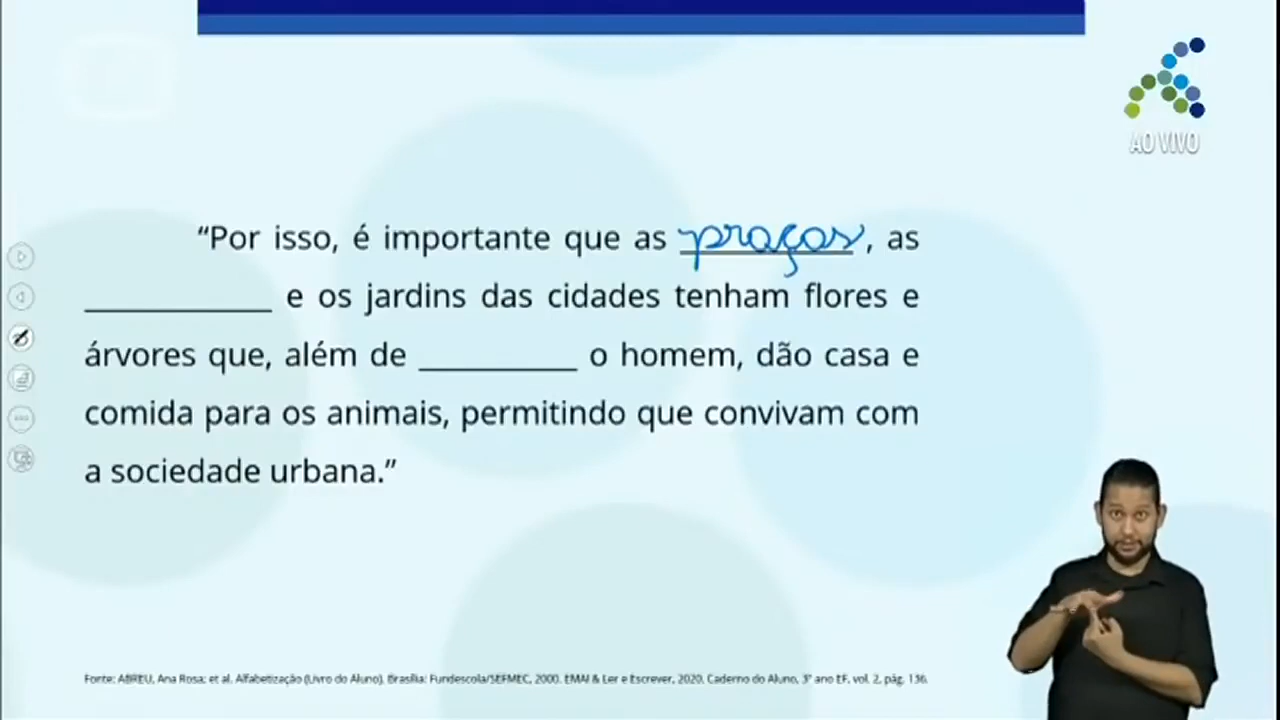 AO VIVO
“Por isso, é importante que as praças, as
____________ e os jardins das cidades tenham flores e
árvores que, além de __________ o homem, dão casa e
comida para os animais, permitindo que convivam com
a sociedade urbana.”
Fonte: ABREU, Ana Rosa; et al. Alfabetização (Livro do Aluno). Brasília: Fundescola/SEFMEC, 2000. EMAI & Ler e Escrever, 2020. Caderno do Aluno, 3º ano EF, vol. 2, pág. 136.